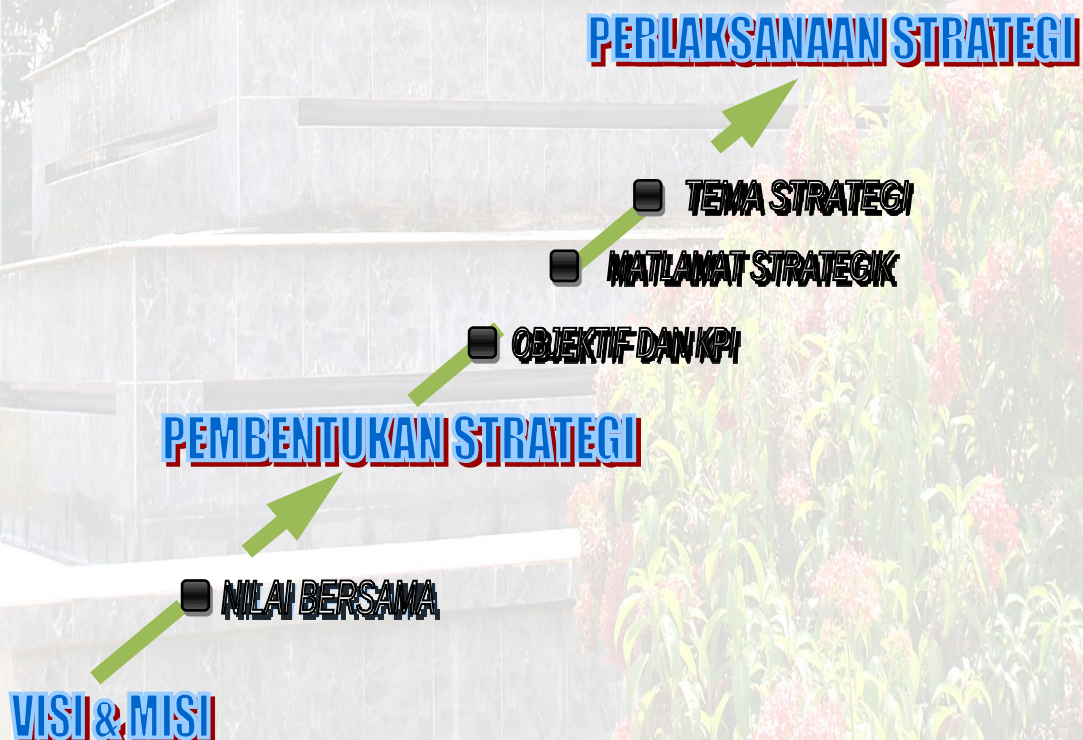 PERLAKSANAAN STRATEGI
TEMA STRATEGI
MATLAMAT STRATEGIK
OBJEKTIF DAN KPI
PEMBENTUKAN STRATEGI
NILAI BERSAMA
VISI & MISI